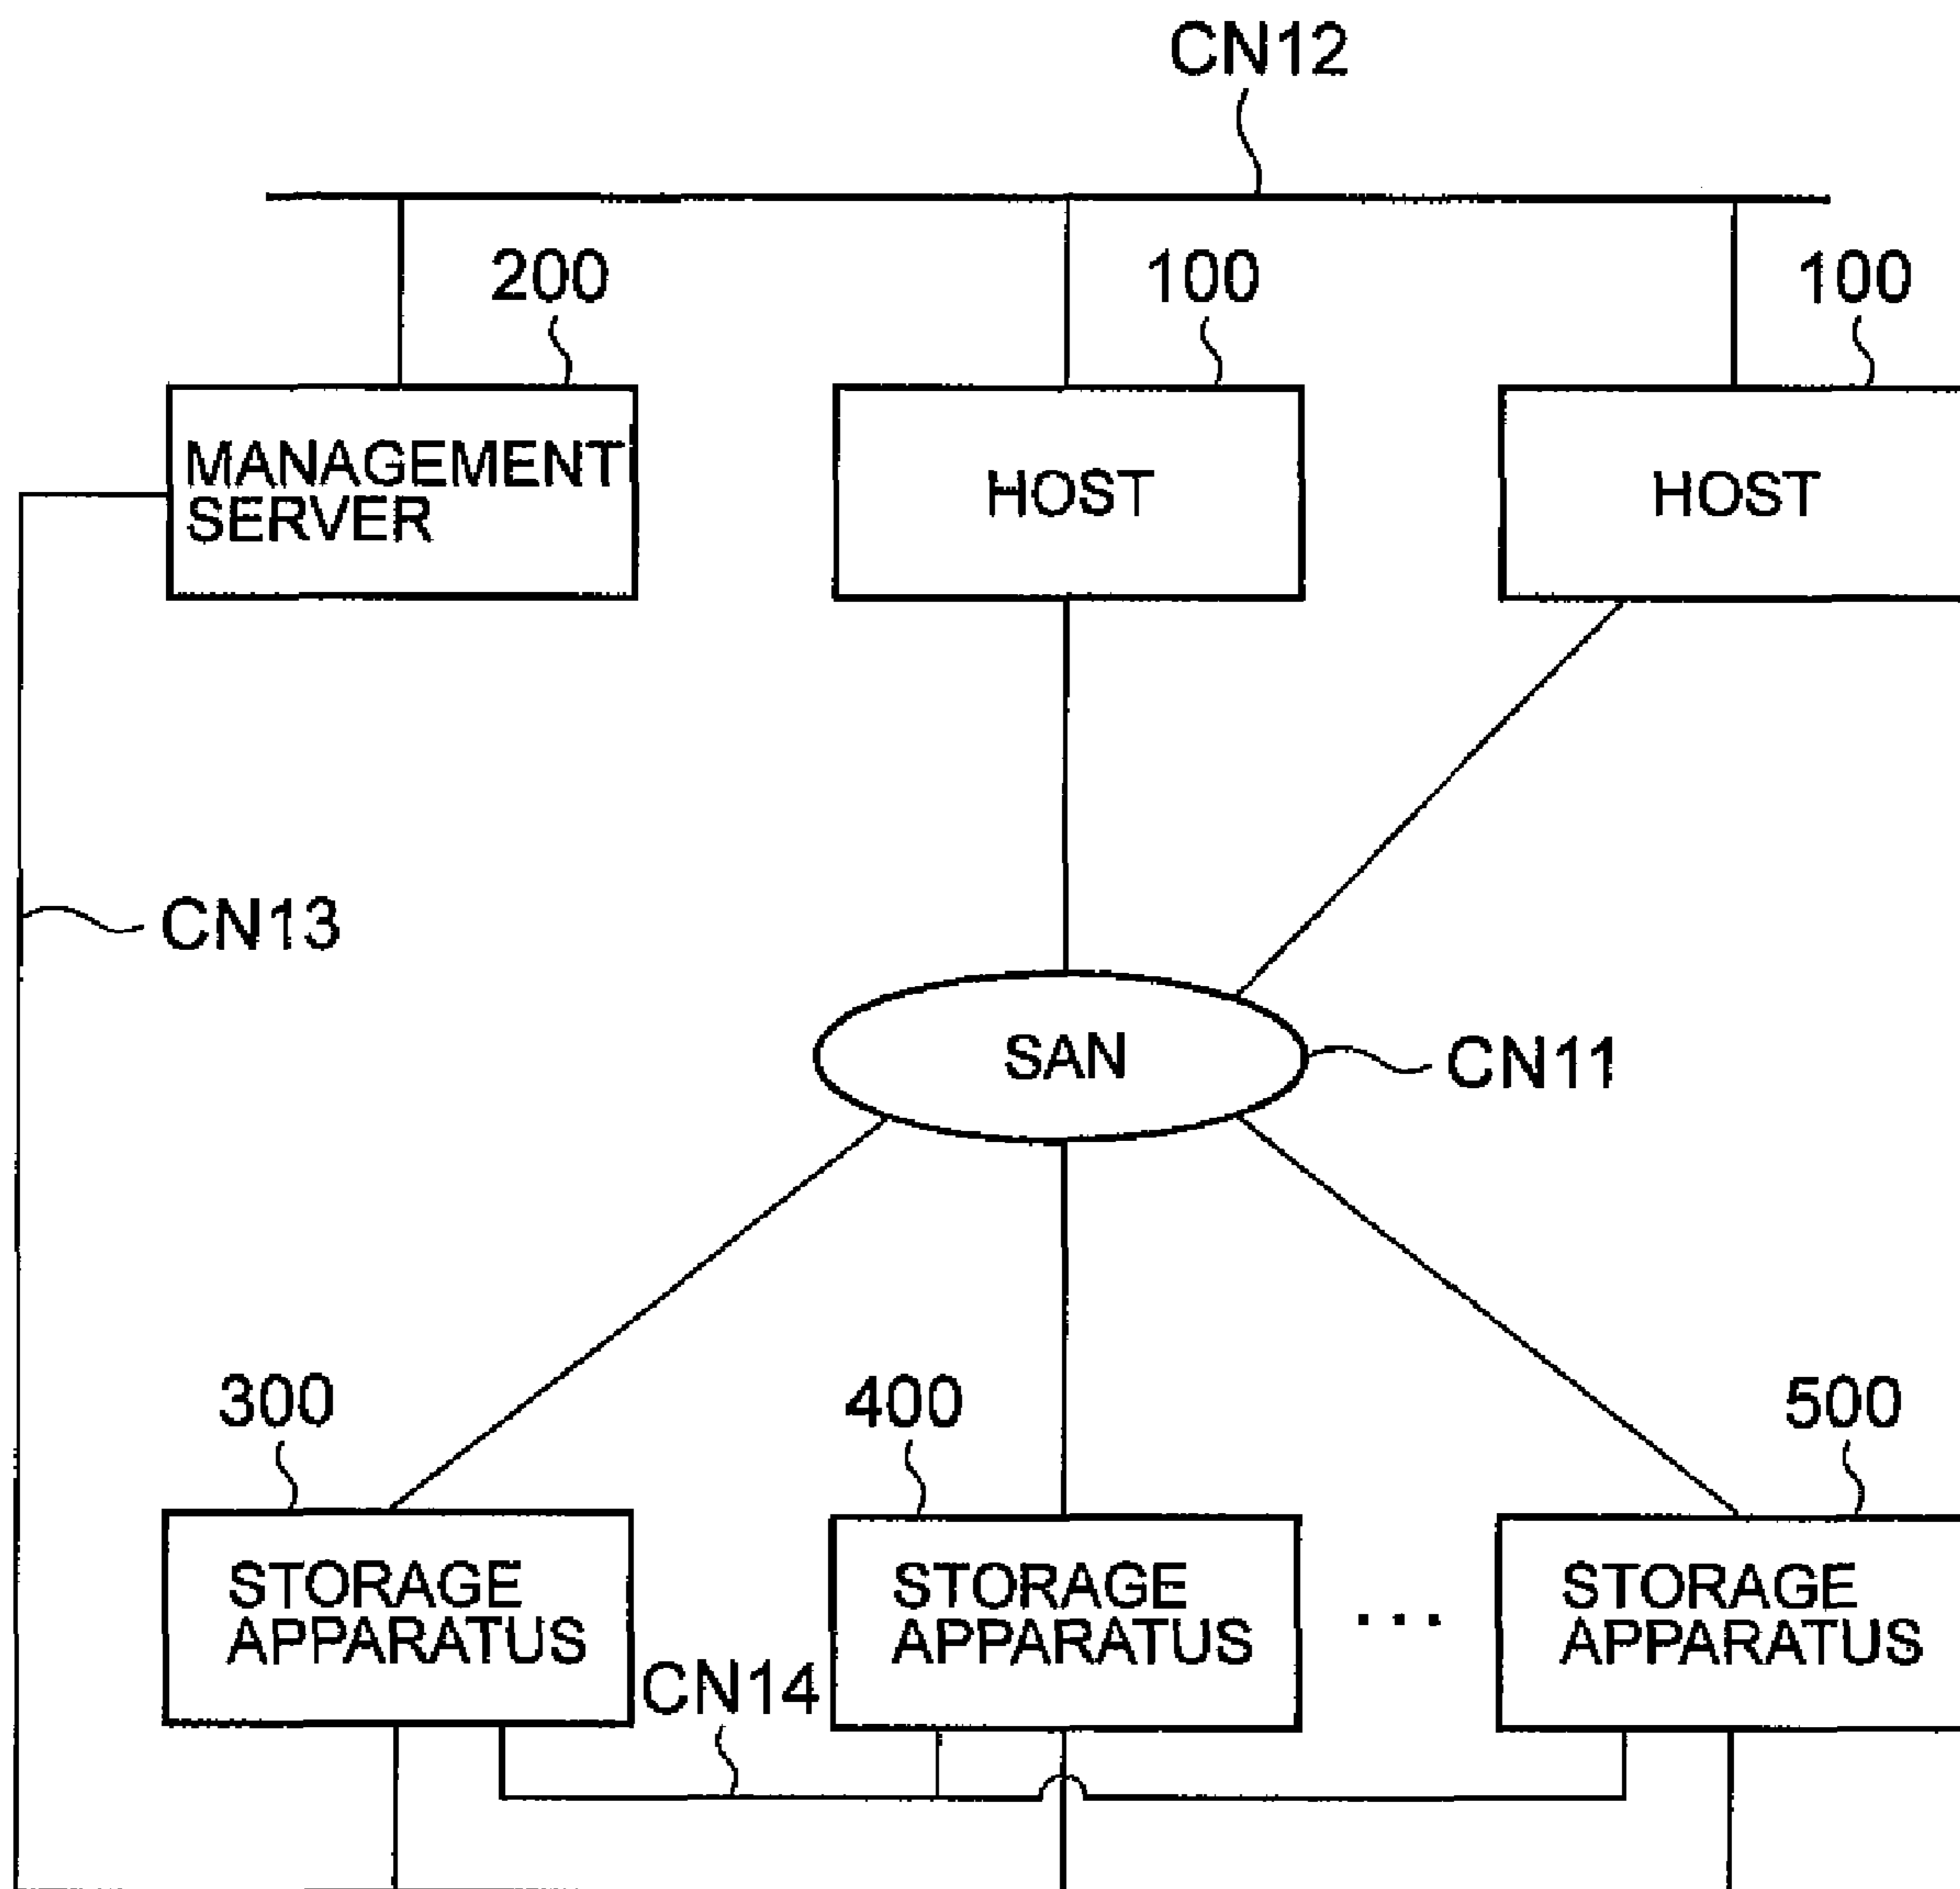 CN12
200
100
100
MANAGEMENT
SERVER
HOST
HOST
CN13
SAN
CN11
300
400
500
STORAGE
APPARATUS
STORAGE
APPARATUS
...
STORAGE
APPARATUS
CN14